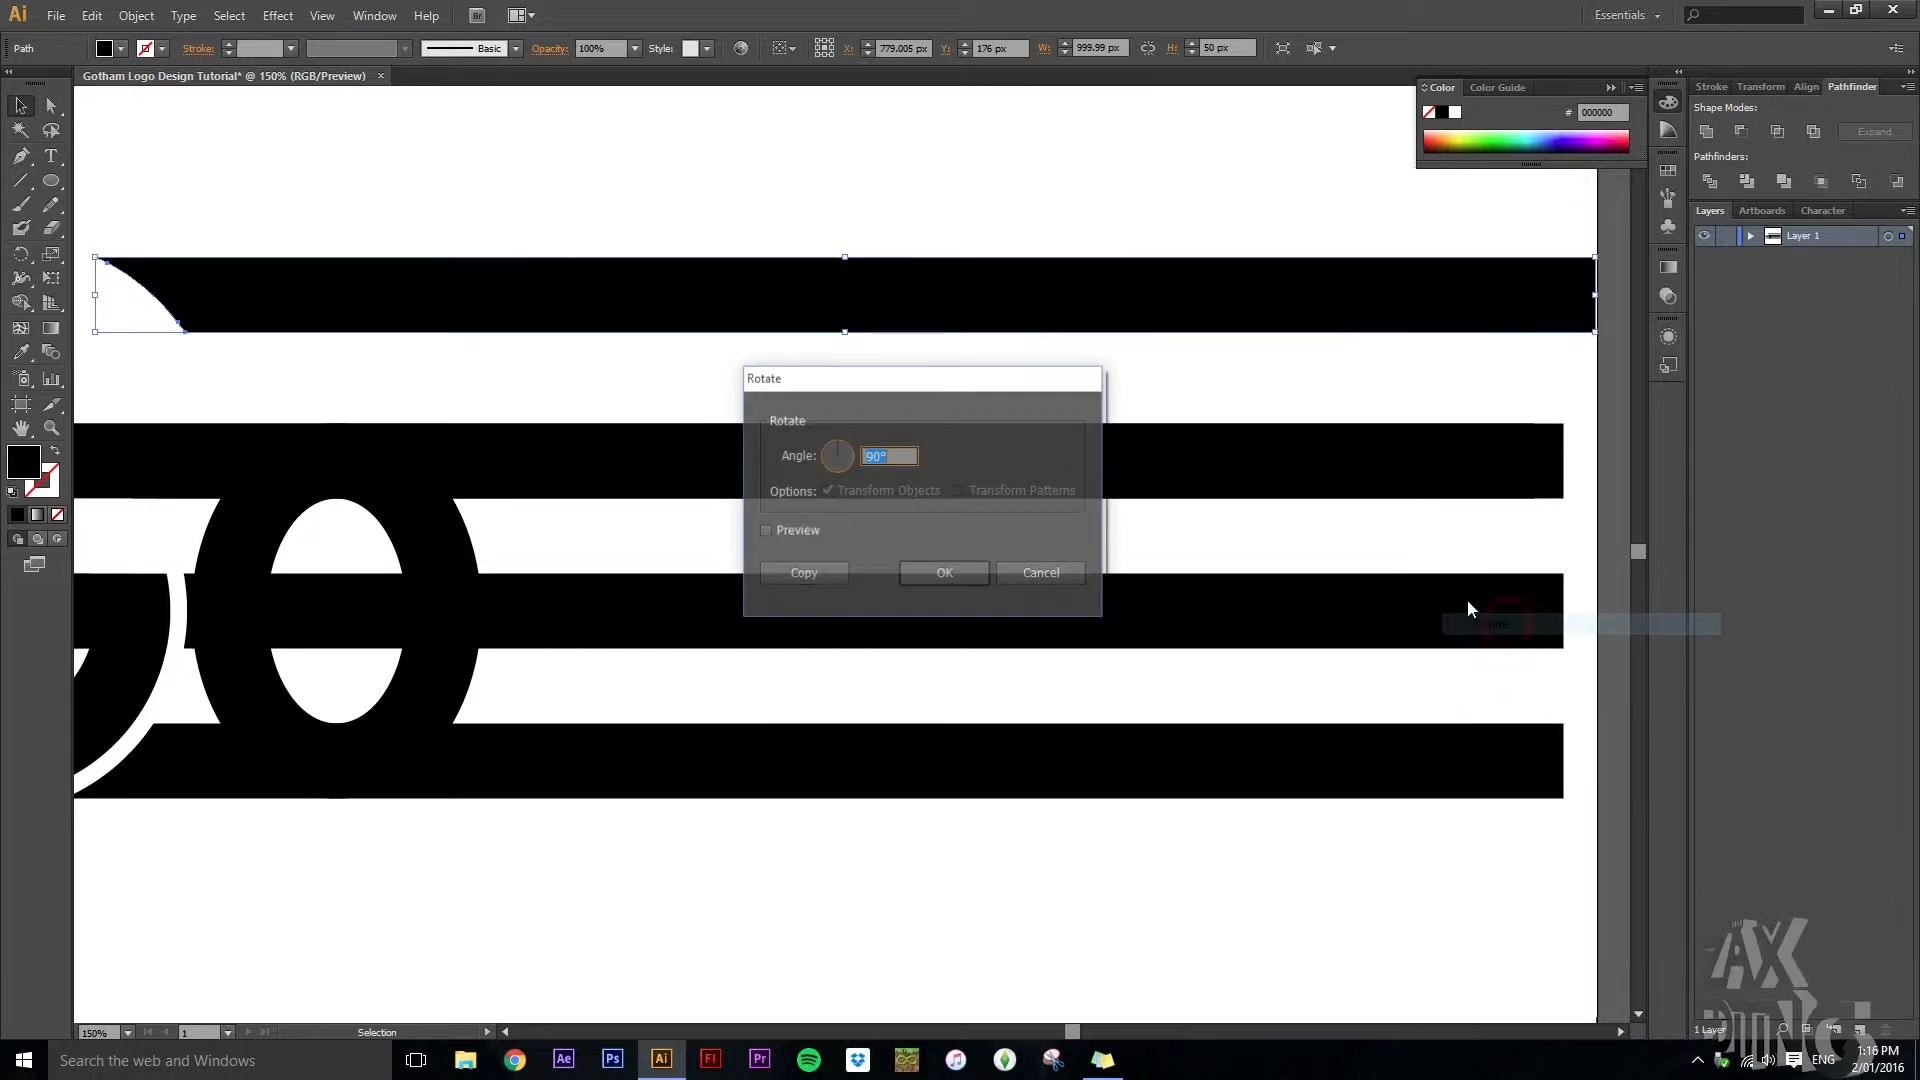 Ai File Edit Object Type Select Effect View Window Help Br Essentials
Path Stroke: Basic Opacity: 100% Style: X: 779.005 px Y: 176 px W: 999.99 px H: 50 px
Gotham Logo Design Tutorial* @ 150% (RGB/Preview) ×
Color Color Guide
# 000000
Stroke Transform Align Pathfinder
Shape Modes:
Expand
Pathfinders:
Layers Artboards Character
Layer 1
Rotate
Rotate
Angle: 90°
Options: Transform Objects Transform Patterns
Preview
Copy OK Cancel
150% 1 Selection
1 Layer
Search the web and Windows
Ae Ps Ai Fl Pr
ENG
1:16 PM
2/01/2016